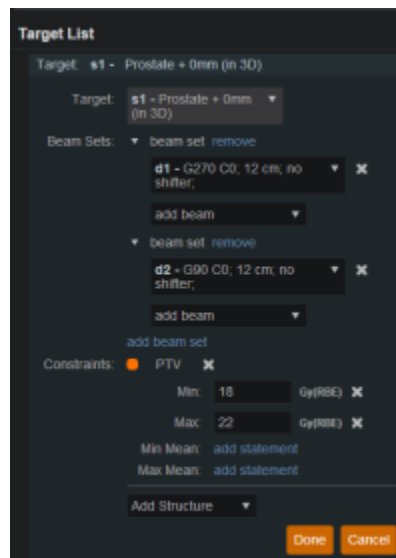 Target List
Target: s1 - Prostate + 0mm (in 3D)
Target: s1 - Prostate + 0mm
(in 3D)
Beam Sets: beam set remove
d1 - G270 C0; 12 cm; no
shifter;
add beam
beam set remove
d2 - G90 C0; 12 cm; no
shifter;
add beam
add beam set
Constraints: PTV
Min: 18 Gy(RBE)
Max: 22 Gy(RBE)
Min Mean: add statement
Max Mean: add statement
Add Structure
Done Cancel